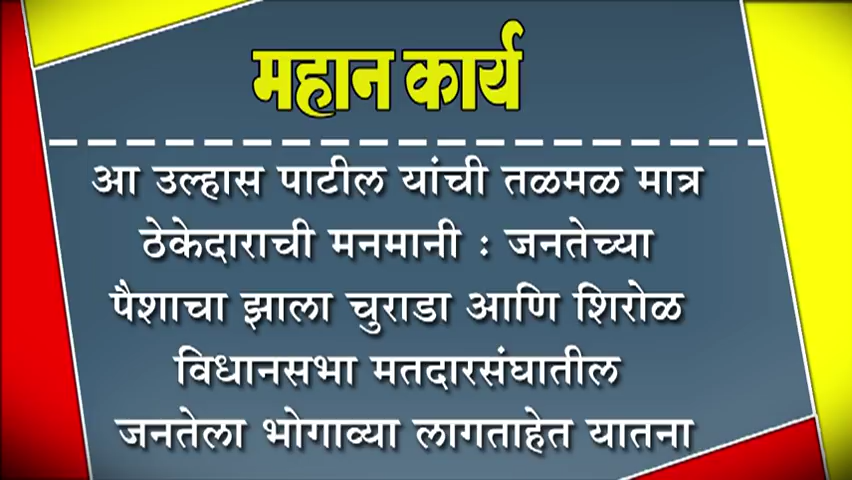 महान कार्य
आ उल्हास पाटील यांची तळमळ मात्र
ठेकेदाराची मनमानी : जनतेच्या
पैशाचा झाला चुराडा आणि शिरोळ
विधानसभा मतदारसंघातील
जनतेला भोगाव्या लागताहेत यातना